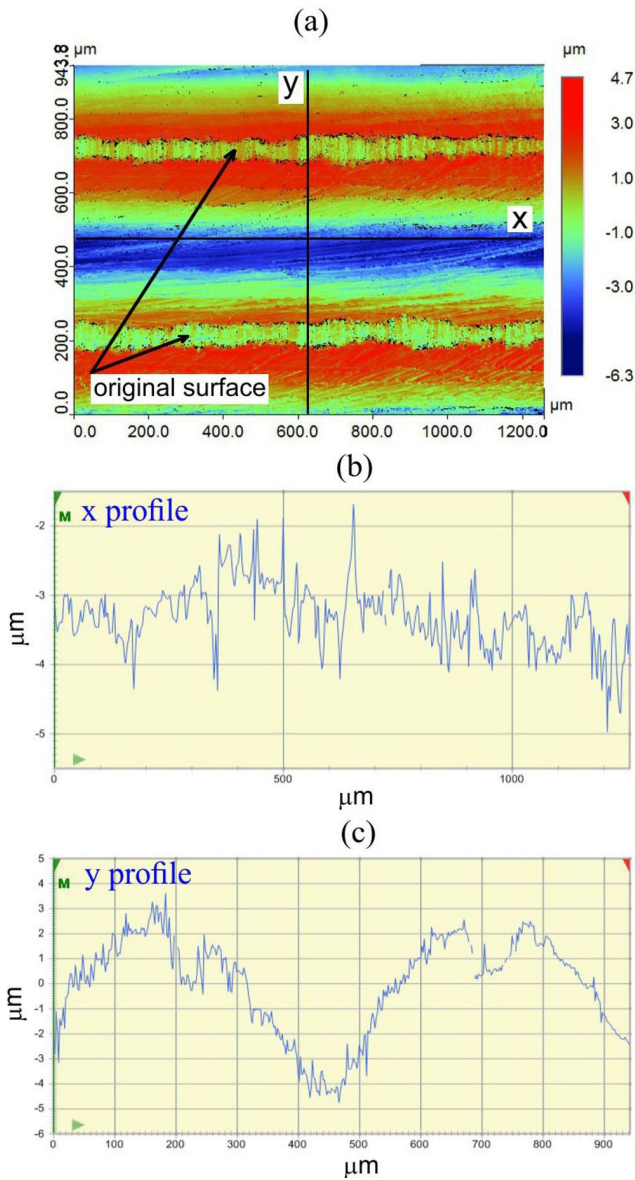 (a)
μm
943.8
800.0
600.0
400.0
200.0
0.0
y
x
original surface
0.0 200.0 400.0 600.0 800.0 1000.0 1200.0
μm
μm
4.7
3.0
1.0
-1.0
-3.0
-6.3
(b)
M x profile
-2
-3
-4
-5
μm
0 500 1000
μm
(c)
M y profile
5
4
3
2
1
0
-1
-2
-3
-4
-5
-6
μm
0 100 200 300 400 500 600 700 800 900
μm